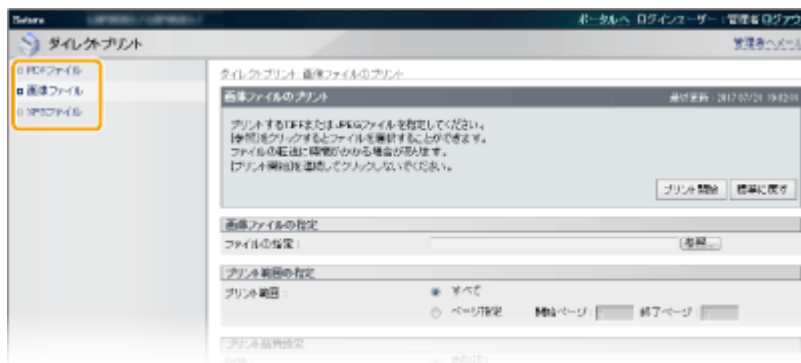 Satera
ポータルへ ログインユーザー：管理者 ログアウト
ダイレクトプリント
管理者へメール
PDFファイル
画像ファイル
XPSファイル
ダイレクトプリント: 画像ファイルのプリント
画像ファイルのプリント
最終更新 : 2017 07/24
プリントするTIFFまたはJPEGファイルを指定してください。
[参照]をクリックするとファイルを選択することができます。
ファイルの転送に時間がかかる場合があります。
[プリント開始]を連続してクリックしないでください。
プリント開始 標準に戻す
画像ファイルの指定
ファイルの指定 :
参照...
プリント範囲の指定
プリント範囲 :
すべて
ページ指定 開始ページ: 終了ページ: